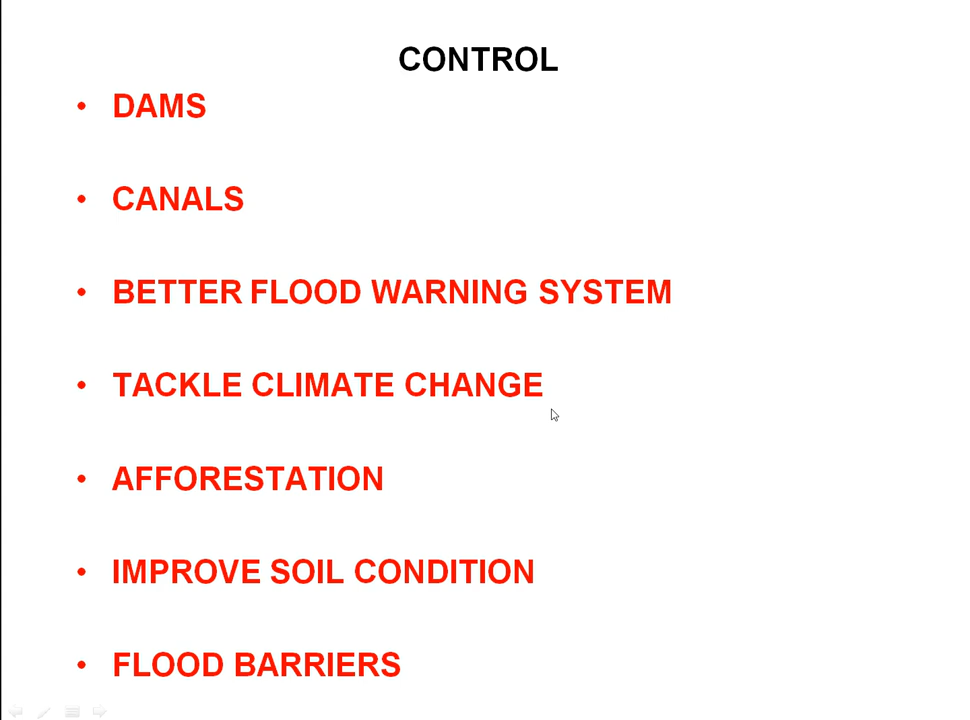 CONTROL
• DAMS
• CANALS
• BETTER FLOOD WARNING SYSTEM
• TACKLE CLIMATE CHANGE
• AFFORESTATION
• IMPROVE SOIL CONDITION
• FLOOD BARRIERS